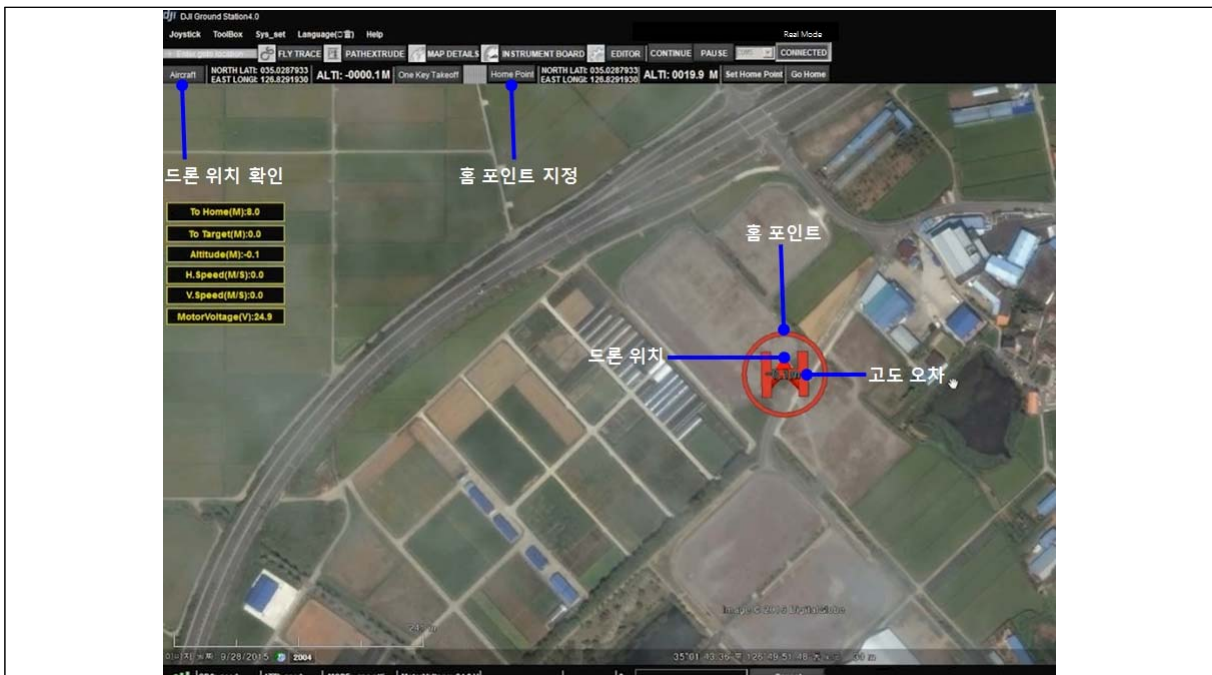 dji DJI Ground Station4.0
Joystick ToolBox Sys_set Help
Real Mode
FLY TRACE PATHEXTRUDE MAP DETAILS INSTRUMENT BOARD EDITOR CONTINUE PAUSE CONNECTED
Aircraft NORTH LATI: 035.0287933 ALTI: -0000.1 M One Key Takeoff Home Point NORTH LATI: 035.0287933 ALTI: 0019.9 M Set Home Point Go Home
EAST LONGI: 126.8291930 EAST LONGI: 126.8291930
드론 위치 확인
홈 포인트 지정
To Home(M):8.0
To Target(M):0.0
Altitude(M):-0.1
H.Speed(M/S):0.0
V.Speed(M/S):0.0
MotorVoltage(V):24.9
홈 포인트
드론 위치
고도 오차
9/28/2015 2004